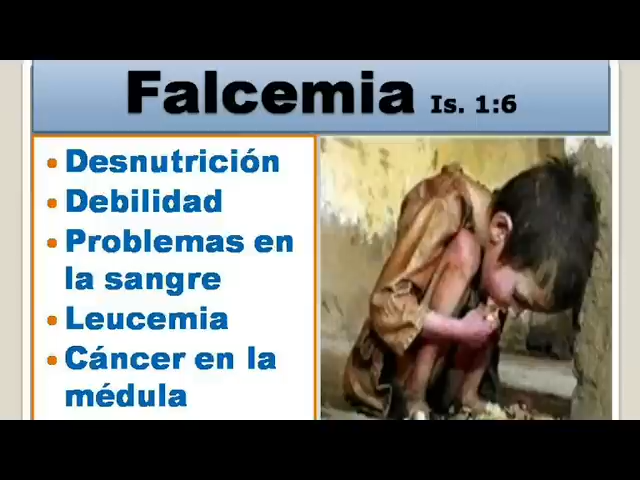 Falcemia Is. 1:6
• Desnutrición
• Debilidad
• Problemas en
la sangre
• Leucemia
• Cáncer en la
médula